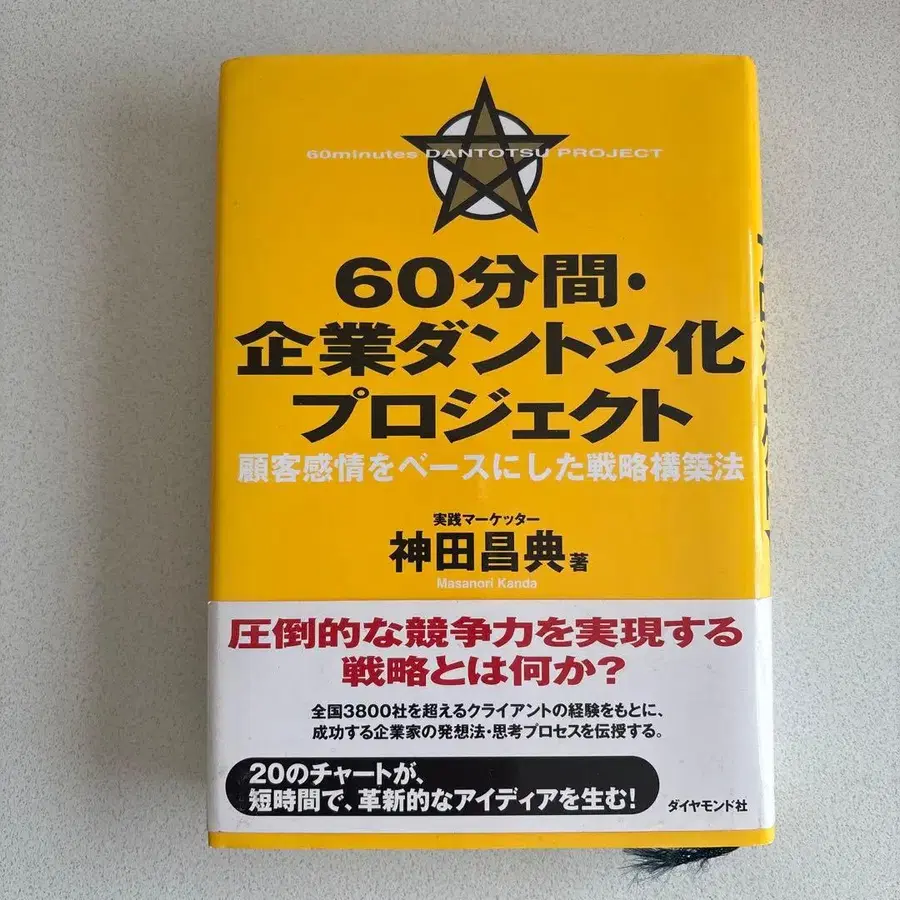 60minutes DANTOTSU PROJECT
60分間・
企業ダントツ化
プロジェクト
顧客感情をベースにした戦略構築法
実践マーケッター
神田昌典著
Masanori Kanda
圧倒的な競争力を実現する
戦略とは何か？
全国3800社を超えるクライアントの経験をもとに、
成功する企業家の発想法・思考プロセスを伝授する。
20のチャートが、
短時間で、革新的なアイディアを生む！
ダイヤモンド社